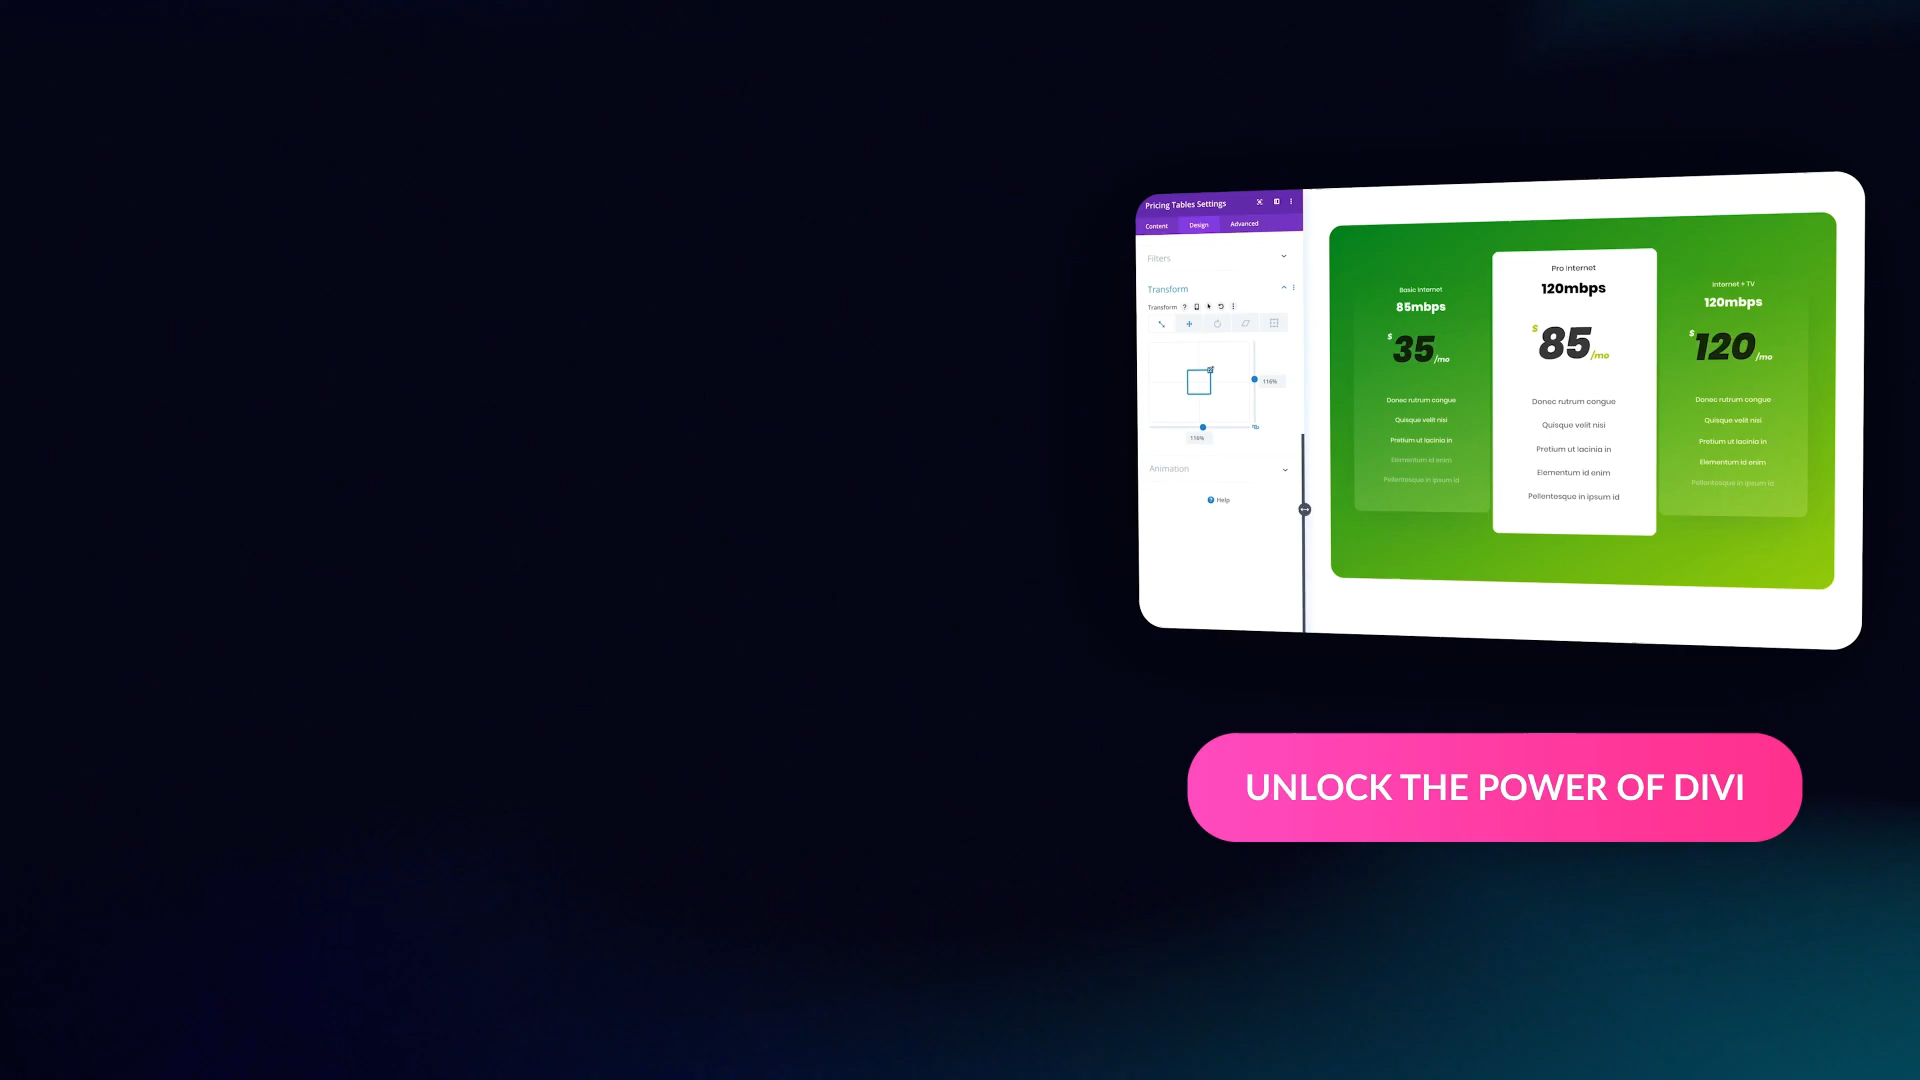 Pricing Tables Settings
Content
Design
Advanced
Filters
Transform
Transform
116%
116%
Animation
Help
Basic Internet
85mbps
$35/mo
Donec rutrum congue
Quisque velit nisi
Pretium ut lacinia in
Elementum id enim
Pellentesque in ipsum id
Pro Internet
120mbps
$85/mo
Donec rutrum congue
Quisque velit nisi
Pretium ut lacinia in
Elementum id enim
Pellentesque in ipsum id
Internet + TV
120mbps
$120/mo
Donec rutrum congue
Quisque velit nisi
Pretium ut lacinia in
Elementum id enim
Pellentesque in ipsum id
UNLOCK THE POWER OF DIVI